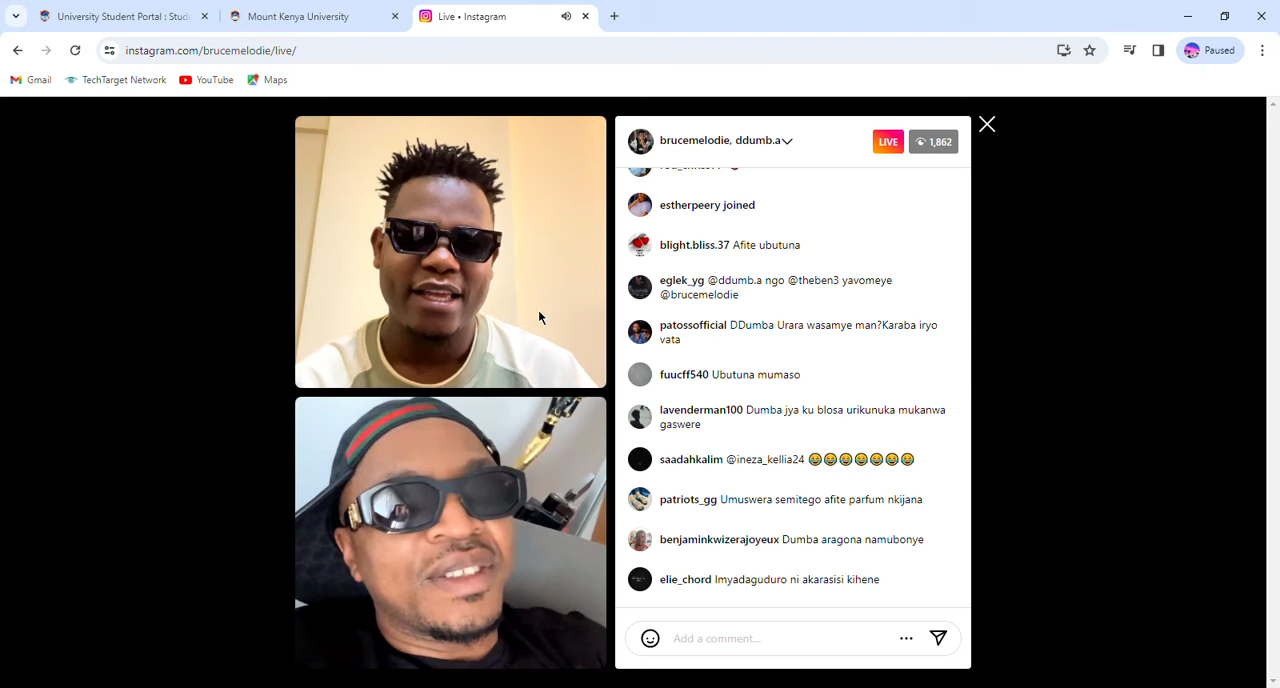 University Student Portal : Stude
Mount Kenya University
Live • Instagram
instagram.com/brucemelodie/live/
Paused
Gmail
TechTarget Network
YouTube
Maps
brucemelodie, ddumb.a
LIVE
1,862
estherpeery joined
blight.bliss.37 Afite ubutuna
eglek_yg @ddumb.a ngo @theben3 yavomeye
@brucemelodie
patossofficial DDumba Urara wasamye man?Karaba iryo
vata
fuucff540 Ubutuna mumaso
lavenderman100 Dumba jya ku blosa urikunuka mukanwa
gaswere
saadahkalim @ineza_kellia24 😂😂😂😂😂😂😂
patriots_gg Umuswera semitego afite parfum nkijana
benjaminkwizerajoyeux Dumba aragona namubonye
elie_chord Imyadaguduro ni akarasisi kihene
Add a comment...